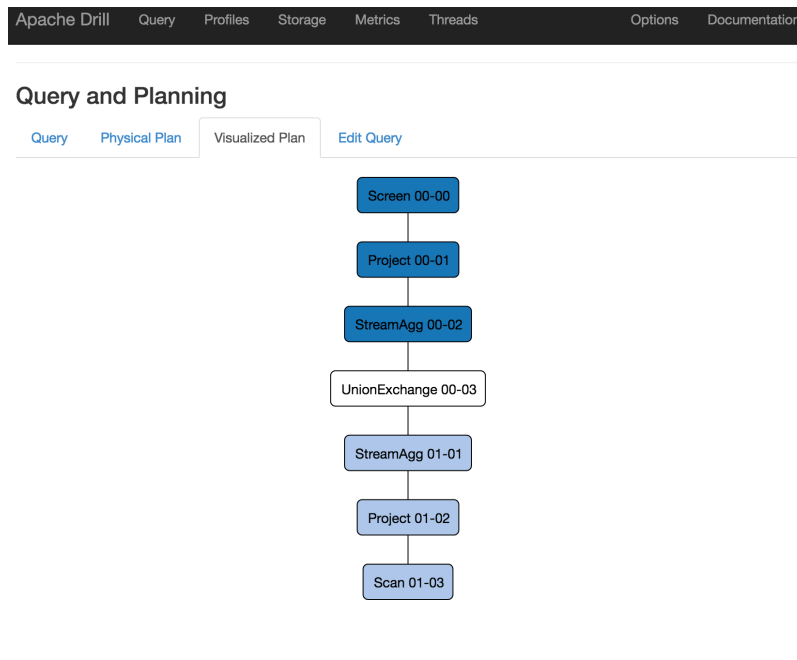 Apache Drill Query Profiles Storage Metrics Threads Options Documentation
Query and Planning
Query Physical Plan Visualized Plan Edit Query
Screen 00-00
Project 00-01
StreamAgg 00-02
UnionExchange 00-03
StreamAgg 01-01
Project 01-02
Scan 01-03